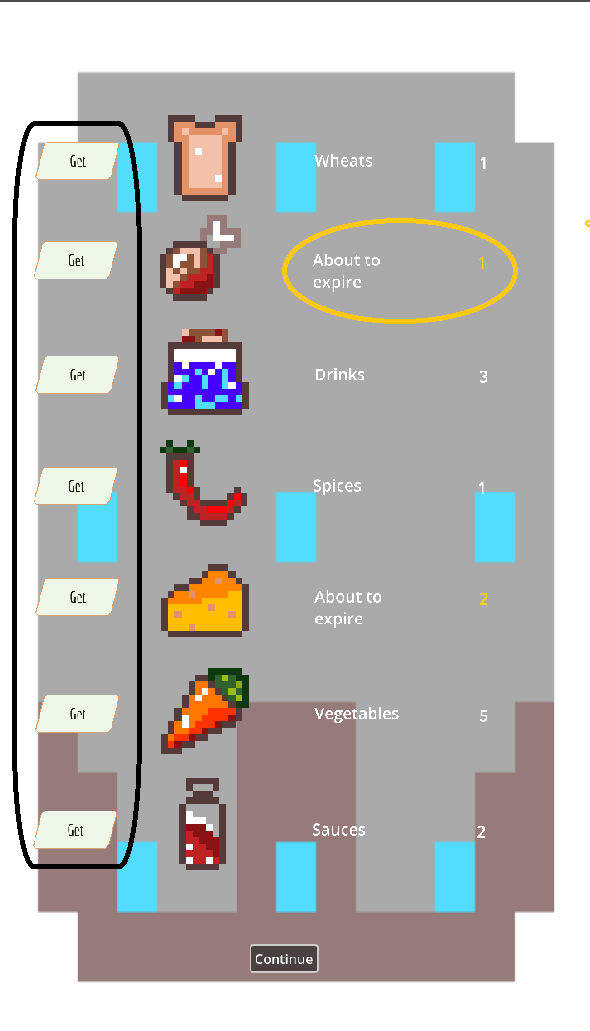 Get
Wheats 1
Get
About to 1
expire
Get
Drinks 3
Get
Spices 1
Get
About to 2
expire
Get
Vegetables 5
Get
Sauces 2
Continue